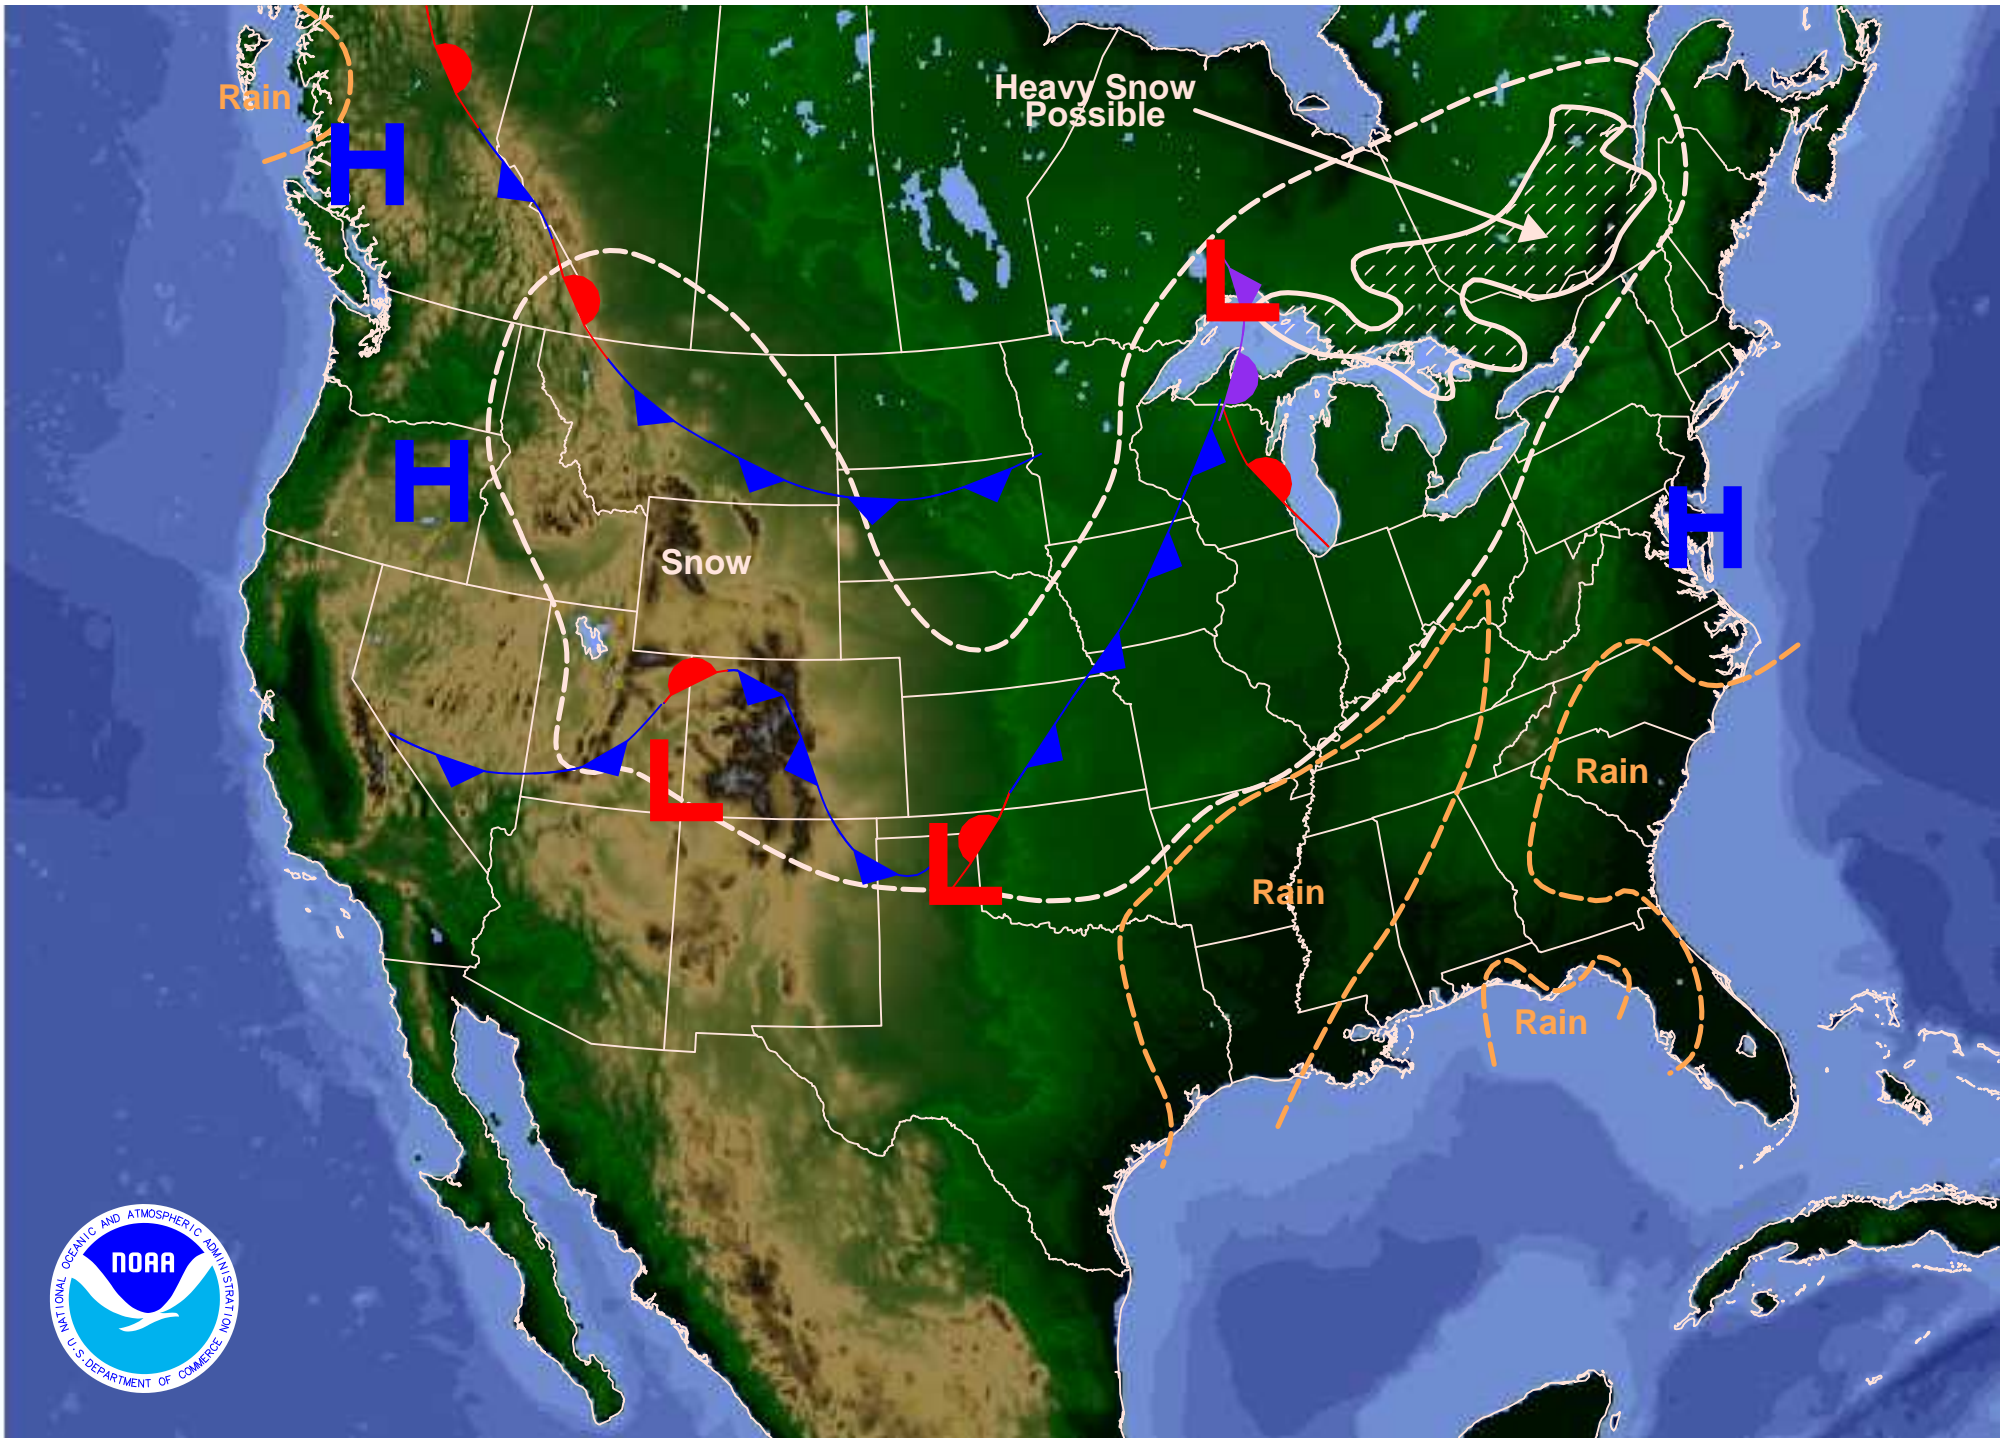 Heavy Snow
Possible
Rain
H
L
H
H
Snow
L
Rain
L
Rain
Rain
NATIONAL OCEANIC AND ATMOSPHERIC ADMINISTRATION
NOAA
U.S. DEPARTMENT OF COMMERCE